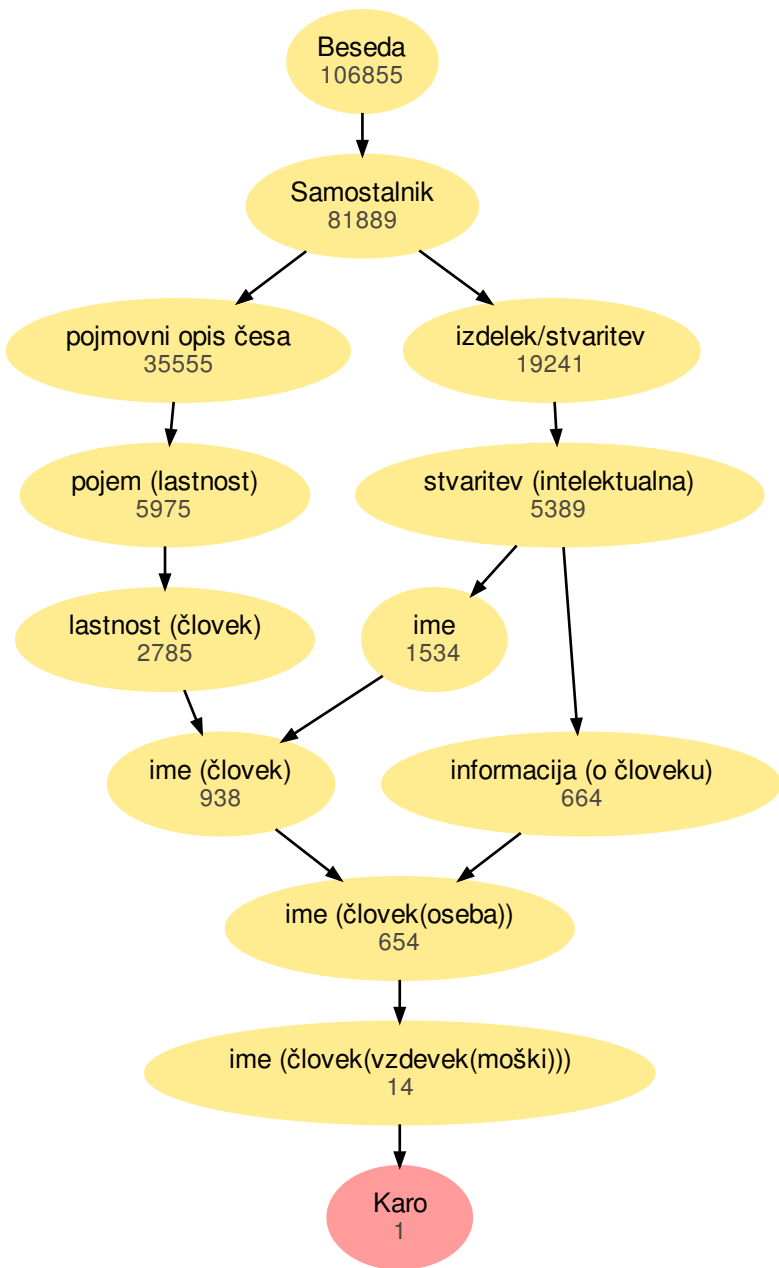 Beseda
106855
Samostalnik
81889
pojmovni opis česa
35555
izdelek/stvaritev
19241
pojem (lastnost)
5975
stvaritev (intelektualna)
5389
lastnost (človek)
2785
ime
1534
ime (človek)
938
informacija (o človeku)
664
ime (človek(oseba))
654
ime (človek(vzdevek(moški)))
14
Karo
1